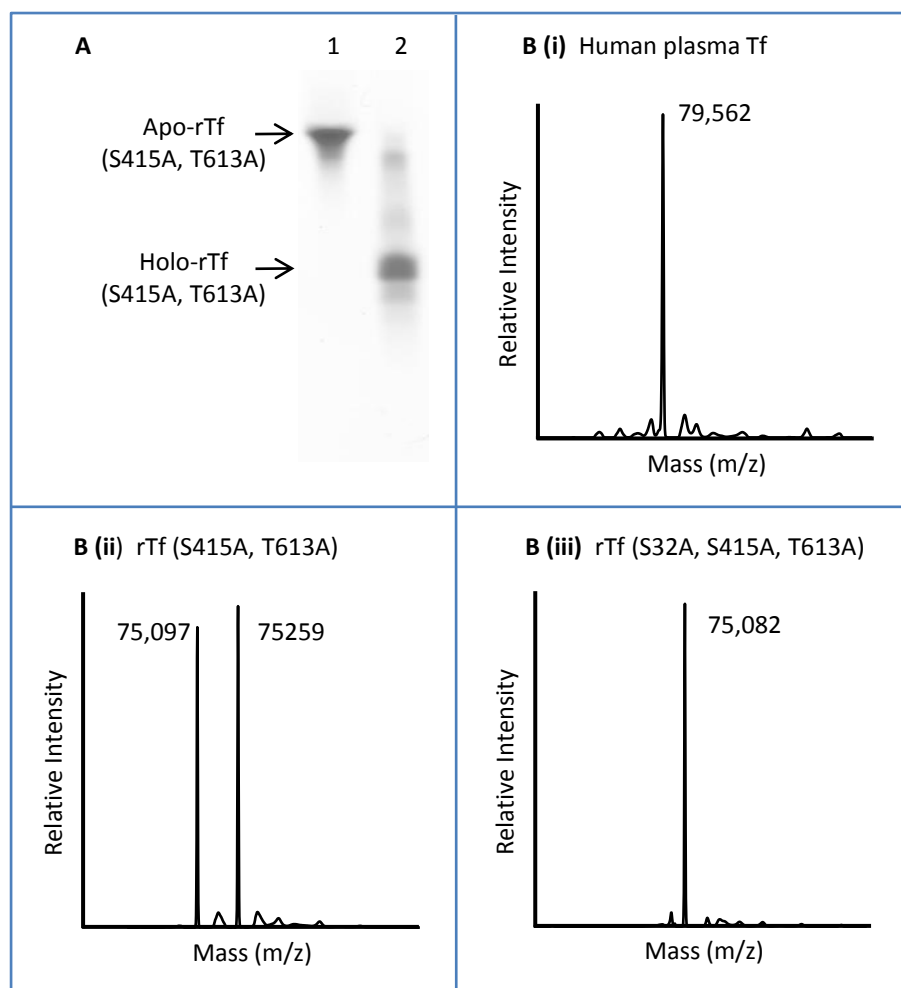 A
1 2
Apo-rTf
(S415A, T613A)
Holo-rTf
(S415A, T613A)
B (i) Human plasma Tf
79,562
Relative Intensity
Mass (m/z)
B (ii) rTf (S415A, T613A)
75,097 75259
Relative Intensity
Mass (m/z)
B (iii) rTf (S32A, S415A, T613A)
75,082
Relative Intensity
Mass (m/z)